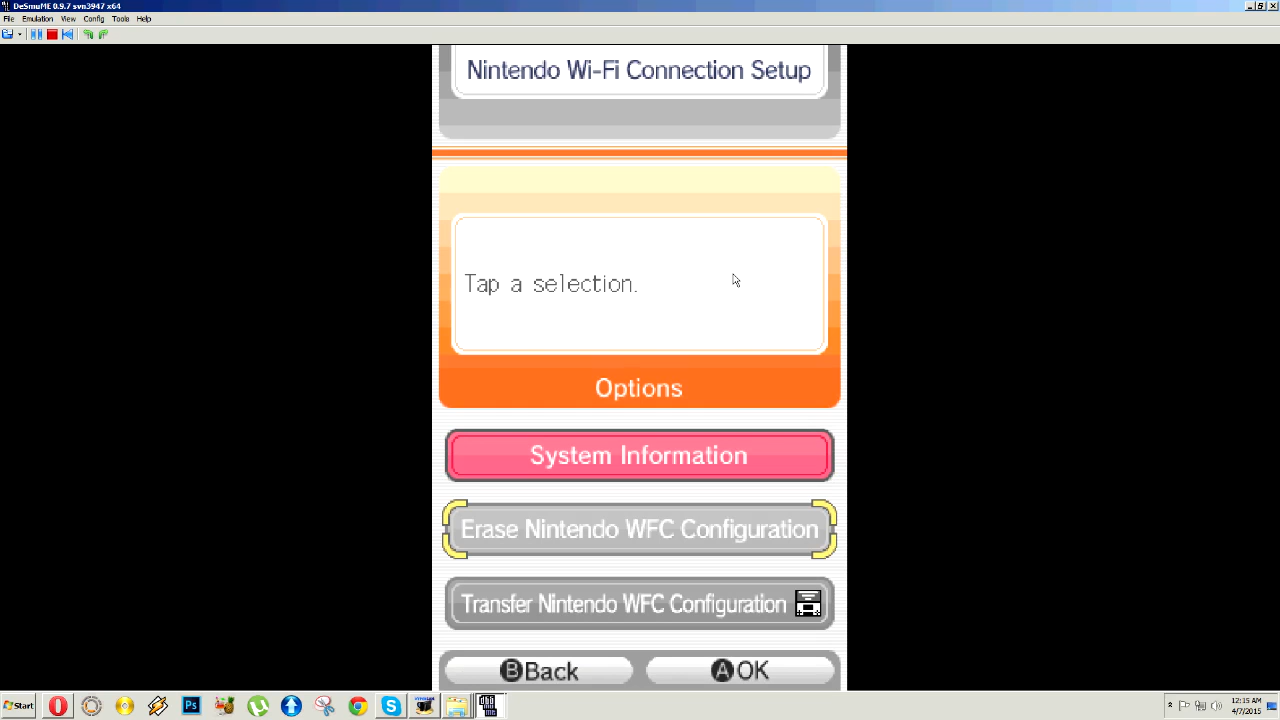 DeSmuME 0.9.7 svn3947 x64
File Emulation View Config Tools Help
Nintendo Wi-Fi Connection Setup
Tap a selection.
Options
System Information
Erase Nintendo WFC Configuration
Transfer Nintendo WFC Configuration
B Back A OK
Start Ps 12:15 AM
4/7/2015